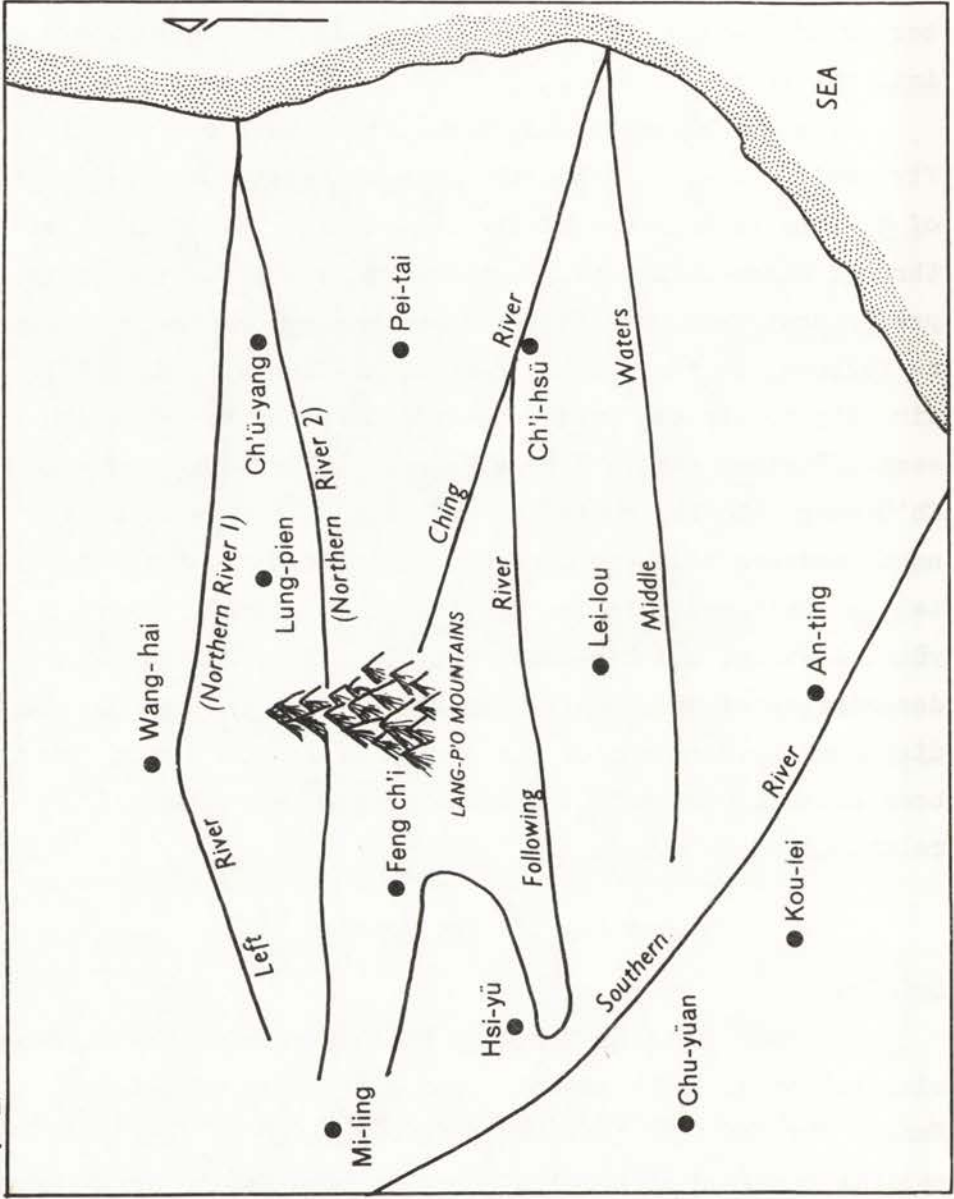 SEA
Wang-hai
(Northern River 1)
Left River
Ch'ü-yang
Lung-pien
(Northern River 2)
Pei-tai
Ching River
Ch'i-hsü
LANG-P'O MOUNTAINS
Feng ch'i
Following River
Lei-lou
Middle Waters
Mi-ling
Hsi-yü
Southern River
An-ting
Kou-lei
Chu-yüan